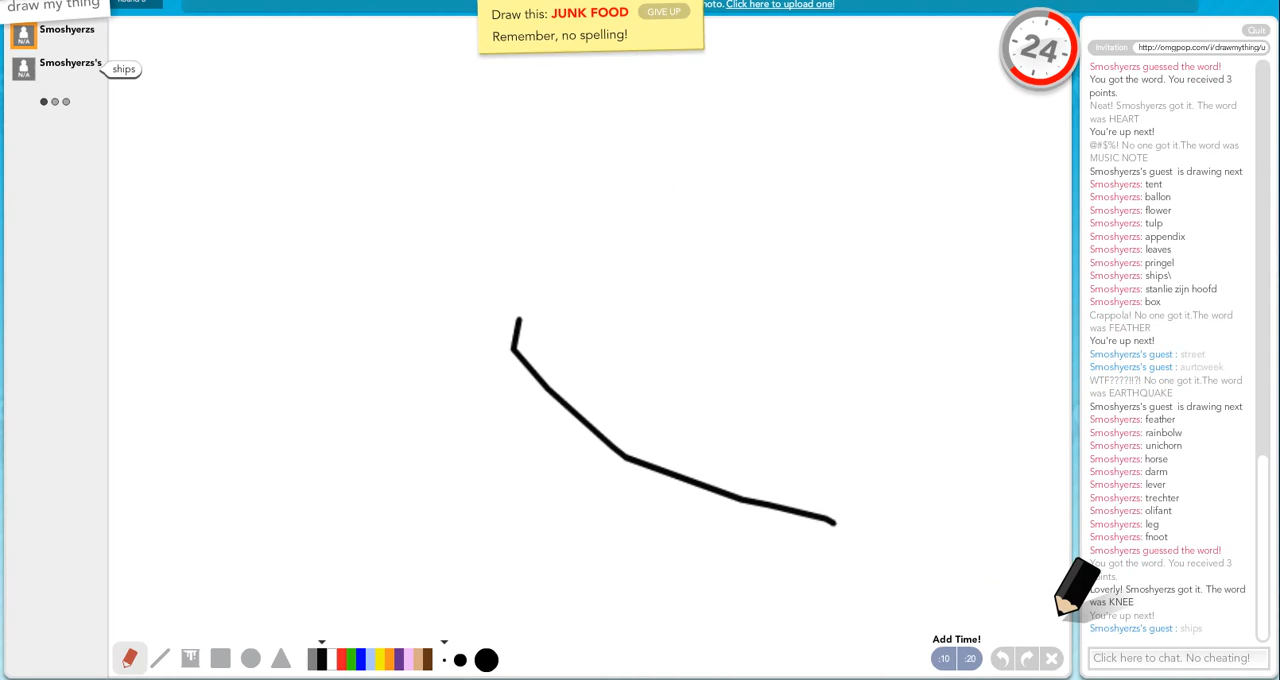 draw my thing
hoto. Click here to upload one!
Draw this: JUNK FOOD GIVE UP
Remember, no spelling!
24
Smoshyerzs
N/A
Smoshyerzs's
N/A
ships
Quit
Invitation http://omgpop.com/i/drawmything/u
Smoshyerzs guessed the word!
You got the word. You received 3
points.
Neat! Smoshyerzs got it. The word
was HEART
You're up next!
@#$%! No one got it.The word was
MUSIC NOTE
Smoshyerzs's guest is drawing next
Smoshyerzs: tent
Smoshyerzs: ballon
Smoshyerzs: flower
Smoshyerzs: tulp
Smoshyerzs: appendix
Smoshyerzs: leaves
Smoshyerzs: pringel
Smoshyerzs: ships\
Smoshyerzs: stanlie zijn hoofd
Smoshyerzs: box
Crappola! No one got it.The word
was FEATHER
You're up next!
Smoshyerzs's guest : street
Smoshyerzs's guest : aurtcweek
WTF????!!?! No one got it.The word
was EARTHQUAKE
Smoshyerzs's guest is drawing next
Smoshyerzs: feather
Smoshyerzs: rainbolw
Smoshyerzs: unichorn
Smoshyerzs: horse
Smoshyerzs: darm
Smoshyerzs: lever
Smoshyerzs: trechter
Smoshyerzs: olifant
Smoshyerzs: leg
Smoshyerzs: fnoot
Smoshyerzs guessed the word!
You got the word. You received 3
points.
Loverly! Smoshyerzs got it. The word
was KNEE
You're up next!
Smoshyerzs's guest : ships
Click here to chat. No cheating!
Add Time!
:10 :20